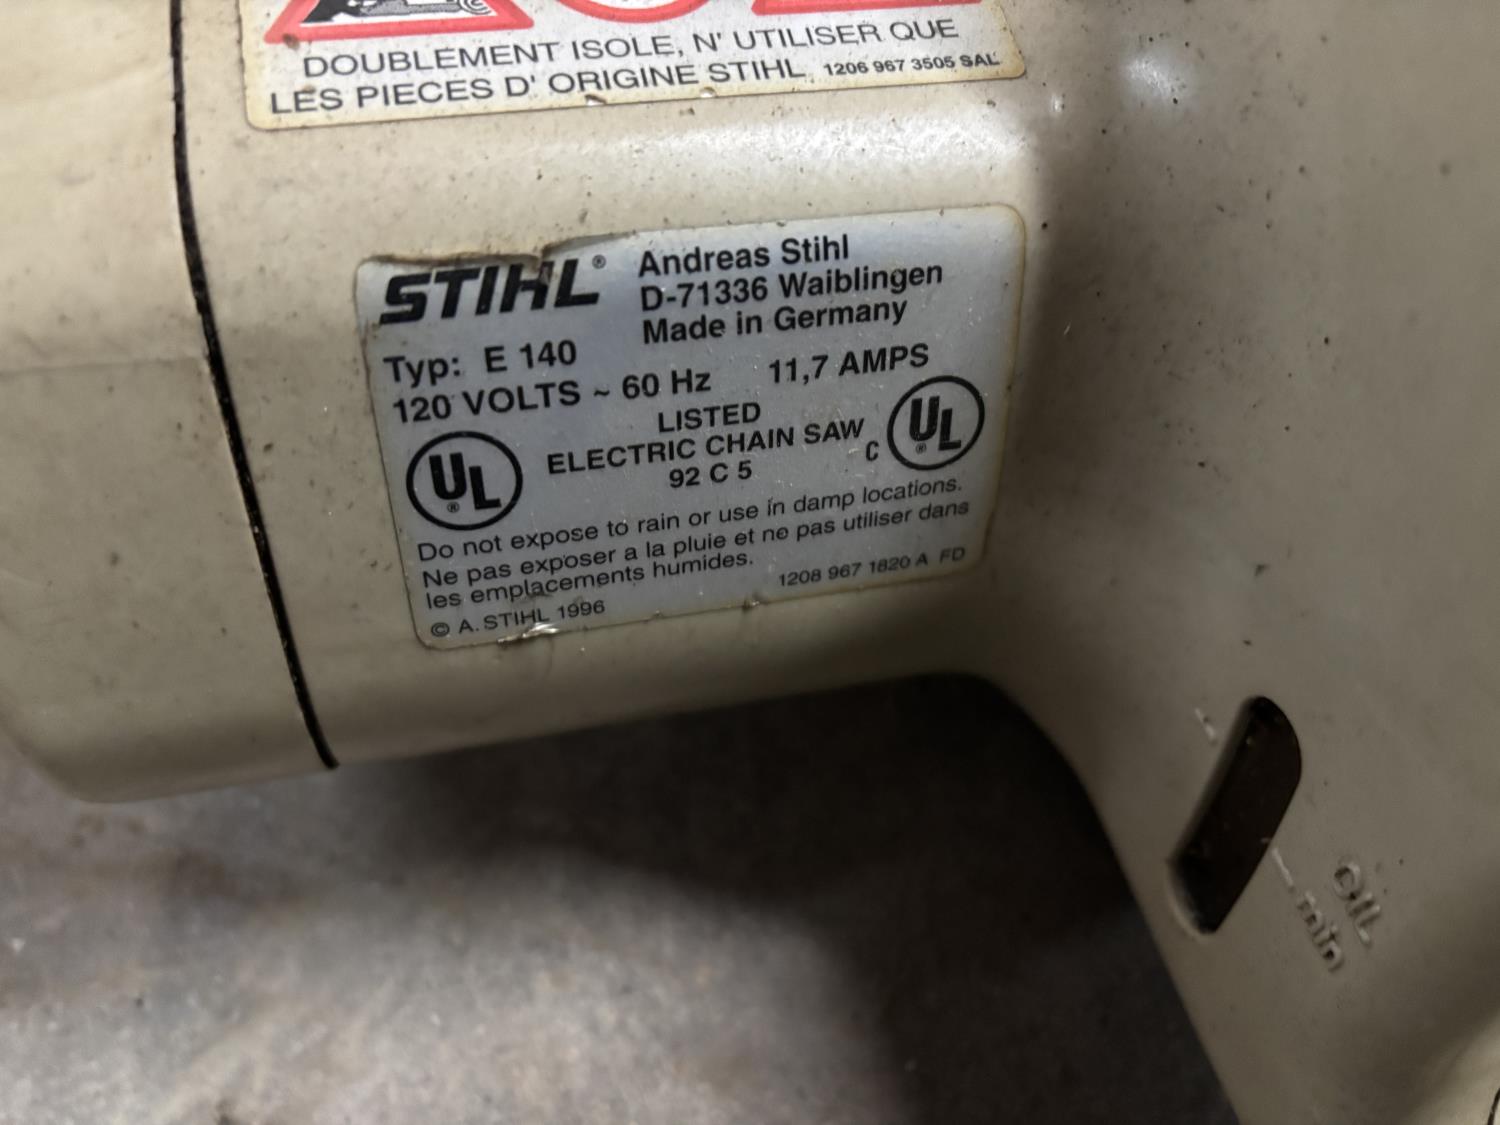 DOUBLEMENT ISOLE, N' UTILISER QUE
LES PIECES D' ORIGINE STIHL. 1206 967 3505 SAL
STIHL®
Andreas Stihl
D-71336 Waiblingen
Made in Germany
Typ: E 140
120 VOLTS ~ 60 Hz 11,7 AMPS
LISTED
ELECTRIC CHAIN SAW
92 C 5
UL®
C UL®
Do not expose to rain or use in damp locations.
Ne pas exposer a la pluie et ne pas utiliser dans
les emplacements humides.
1208 967 1820 A FD
© A. STIHL 1996
OIL
min